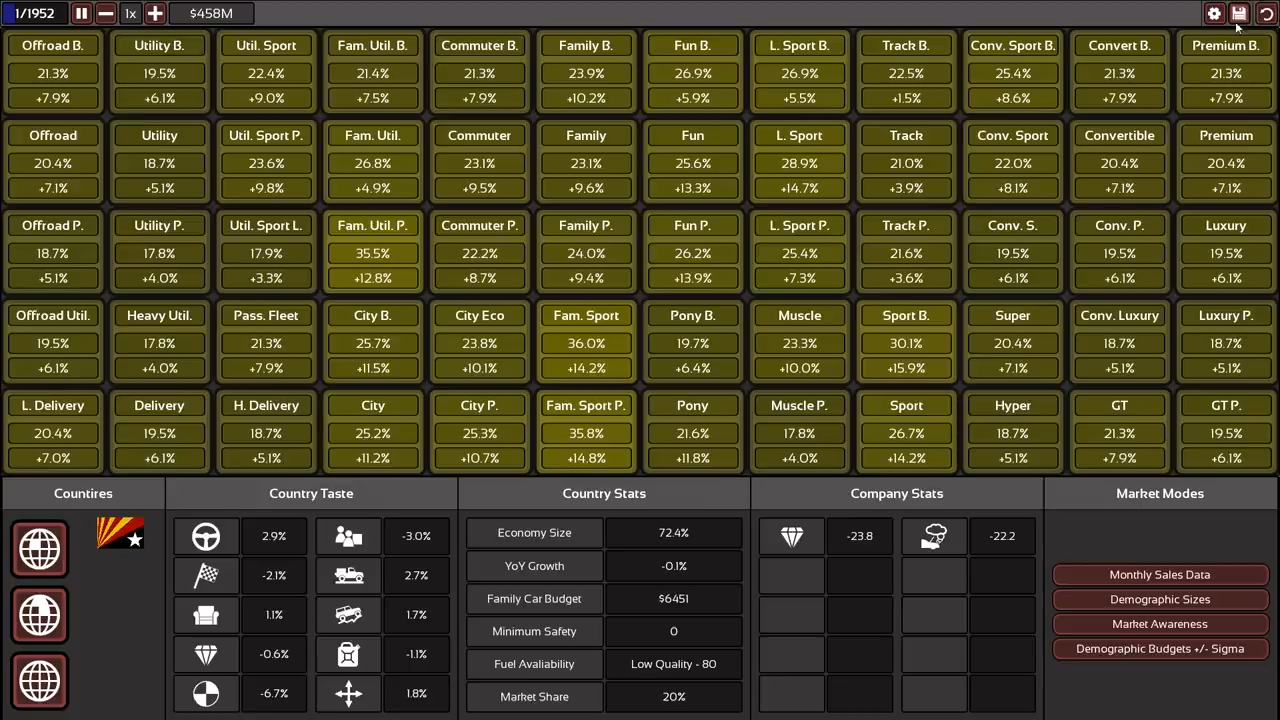 1/1952 1x $458M
Offroad B. Utility B. Util. Sport Fam. Util. B. Commuter B. Family B. Fun B. L. Sport B. Track B. Conv. Sport B. Convert B. Premium B.
21.3% 19.5% 22.4% 21.4% 21.3% 23.9% 26.9% 26.9% 22.5% 25.4% 21.3% 21.3%
+7.9% +6.1% +9.0% +7.5% +7.9% +10.2% +5.9% +5.5% +1.5% +8.6% +7.9% +7.9%
Offroad Utility Util. Sport P. Fam. Util. Commuter Family Fun L. Sport Track Conv. Sport Convertible Premium
20.4% 18.7% 23.6% 26.8% 23.1% 23.1% 25.6% 28.9% 21.0% 22.0% 20.4% 20.4%
+7.1% +5.1% +9.8% +4.9% +9.5% +9.6% +13.3% +14.7% +3.9% +8.1% +7.1% +7.1%
Offroad P. Utility P. Util. Sport L. Fam. Util. P. Commuter P. Family P. Fun P. L. Sport P. Track P. Conv. S. Conv. P. Luxury
18.7% 17.8% 17.9% 35.5% 22.2% 24.0% 26.2% 25.4% 21.6% 19.5% 19.5% 19.5%
+5.1% +4.0% +3.3% +12.8% +8.7% +9.4% +13.9% +7.3% +3.6% +6.1% +6.1% +6.1%
Offroad Util. Heavy Util. Pass. Fleet City B. City Eco Fam. Sport Pony B. Muscle Sport B. Super Conv. Luxury Luxury P.
19.5% 17.8% 21.3% 25.7% 23.8% 36.0% 19.7% 23.3% 30.1% 20.4% 18.7% 18.7%
+6.1% +4.0% +7.9% +11.5% +10.1% +14.2% +6.4% +10.0% +15.9% +7.1% +5.1% +5.1%
L. Delivery Delivery H. Delivery City City P. Fam. Sport P. Pony Muscle P. Sport Hyper GT GT P.
20.4% 19.5% 18.7% 25.2% 25.3% 35.8% 21.6% 17.8% 26.7% 18.7% 21.3% 19.5%
+7.0% +6.1% +5.1% +11.2% +10.7% +14.8% +11.8% +4.0% +14.2% +5.1% +7.9% +6.1%
Countires Country Taste Country Stats Company Stats Market Modes
2.9% -3.0% Economy Size 72.4% -23.8 -22.2
-2.1% 2.7% YoY Growth -0.1% Monthly Sales Data
1.1% 1.7% Family Car Budget $6451 Demographic Sizes
Minimum Safety 0 Market Awareness
-0.6% -1.1% Fuel Avaliability Low Quality - 80 Demographic Budgets +/- Sigma
-6.7% 1.8% Market Share 20%